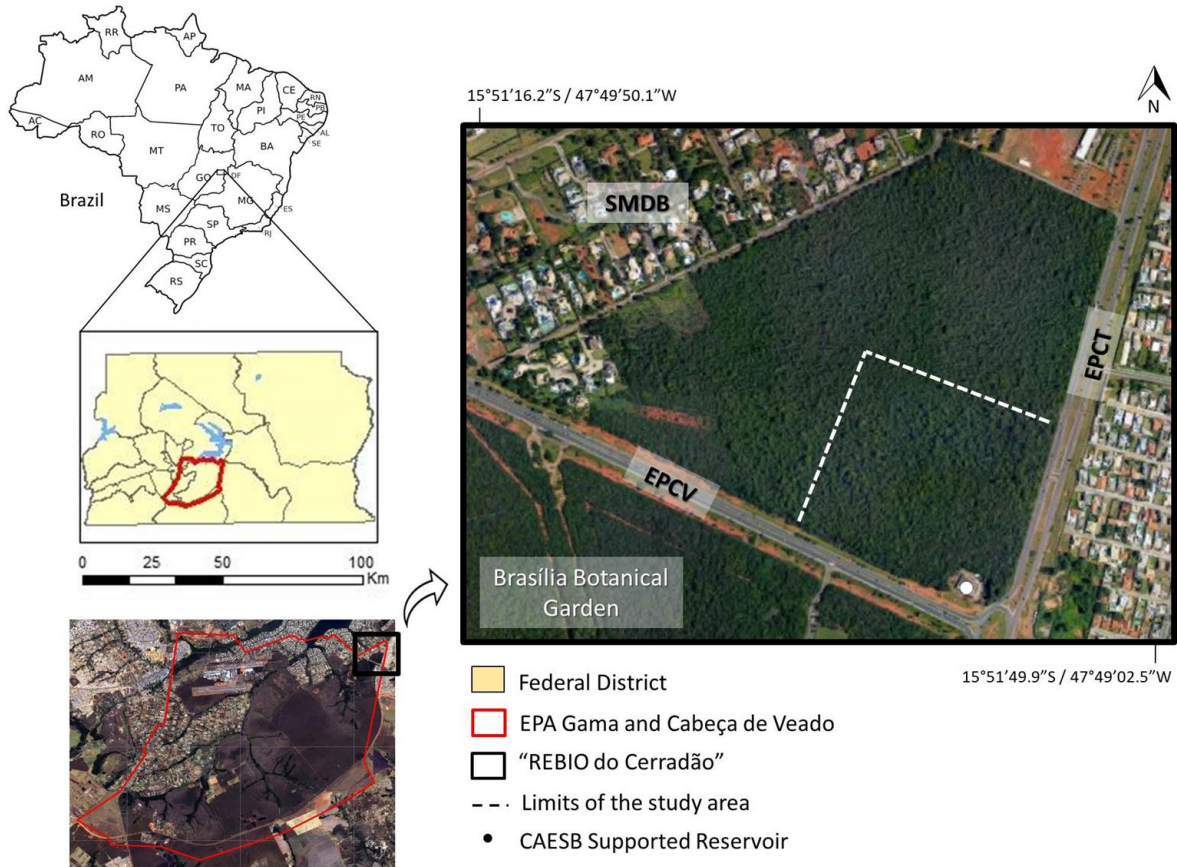 RR
AP
AM
PA
MA
CE
RN
PB
PI
PE
AC
AL
TO
SE
RO
BA
MT
GO
DF
Brazil
MG
MS
ES
SP
RJ
PR
SC
RS
0 25 50 100
Km
15°51'16.2"S / 47°49'50.1"W
N
SMDB
EPCT
EPCV
Brasília Botanical
Garden
15°51'49.9"S / 47°49'02.5"W
Federal District
EPA Gama and Cabeça de Veado
“REBIO do Cerradão”
Limits of the study area
CAESB Supported Reservoir